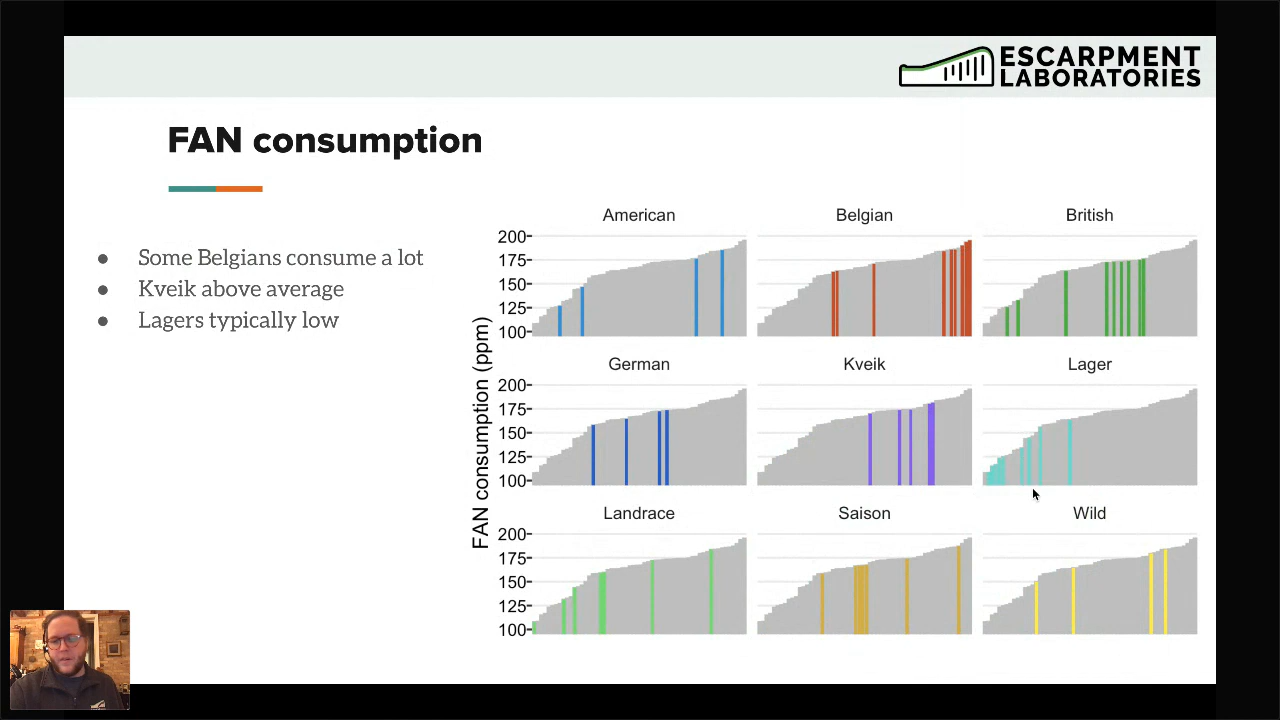 ESCARPMENT
LABORATORIES
FAN consumption
● Some Belgians consume a lot
● Kveik above average
● Lagers typically low
FAN consumption (ppm)
American
Belgian
British
200
175
150
125
100
German
Kveik
Lager
200
175
150
125
100
Landrace
Saison
Wild
200
175
150
125
100